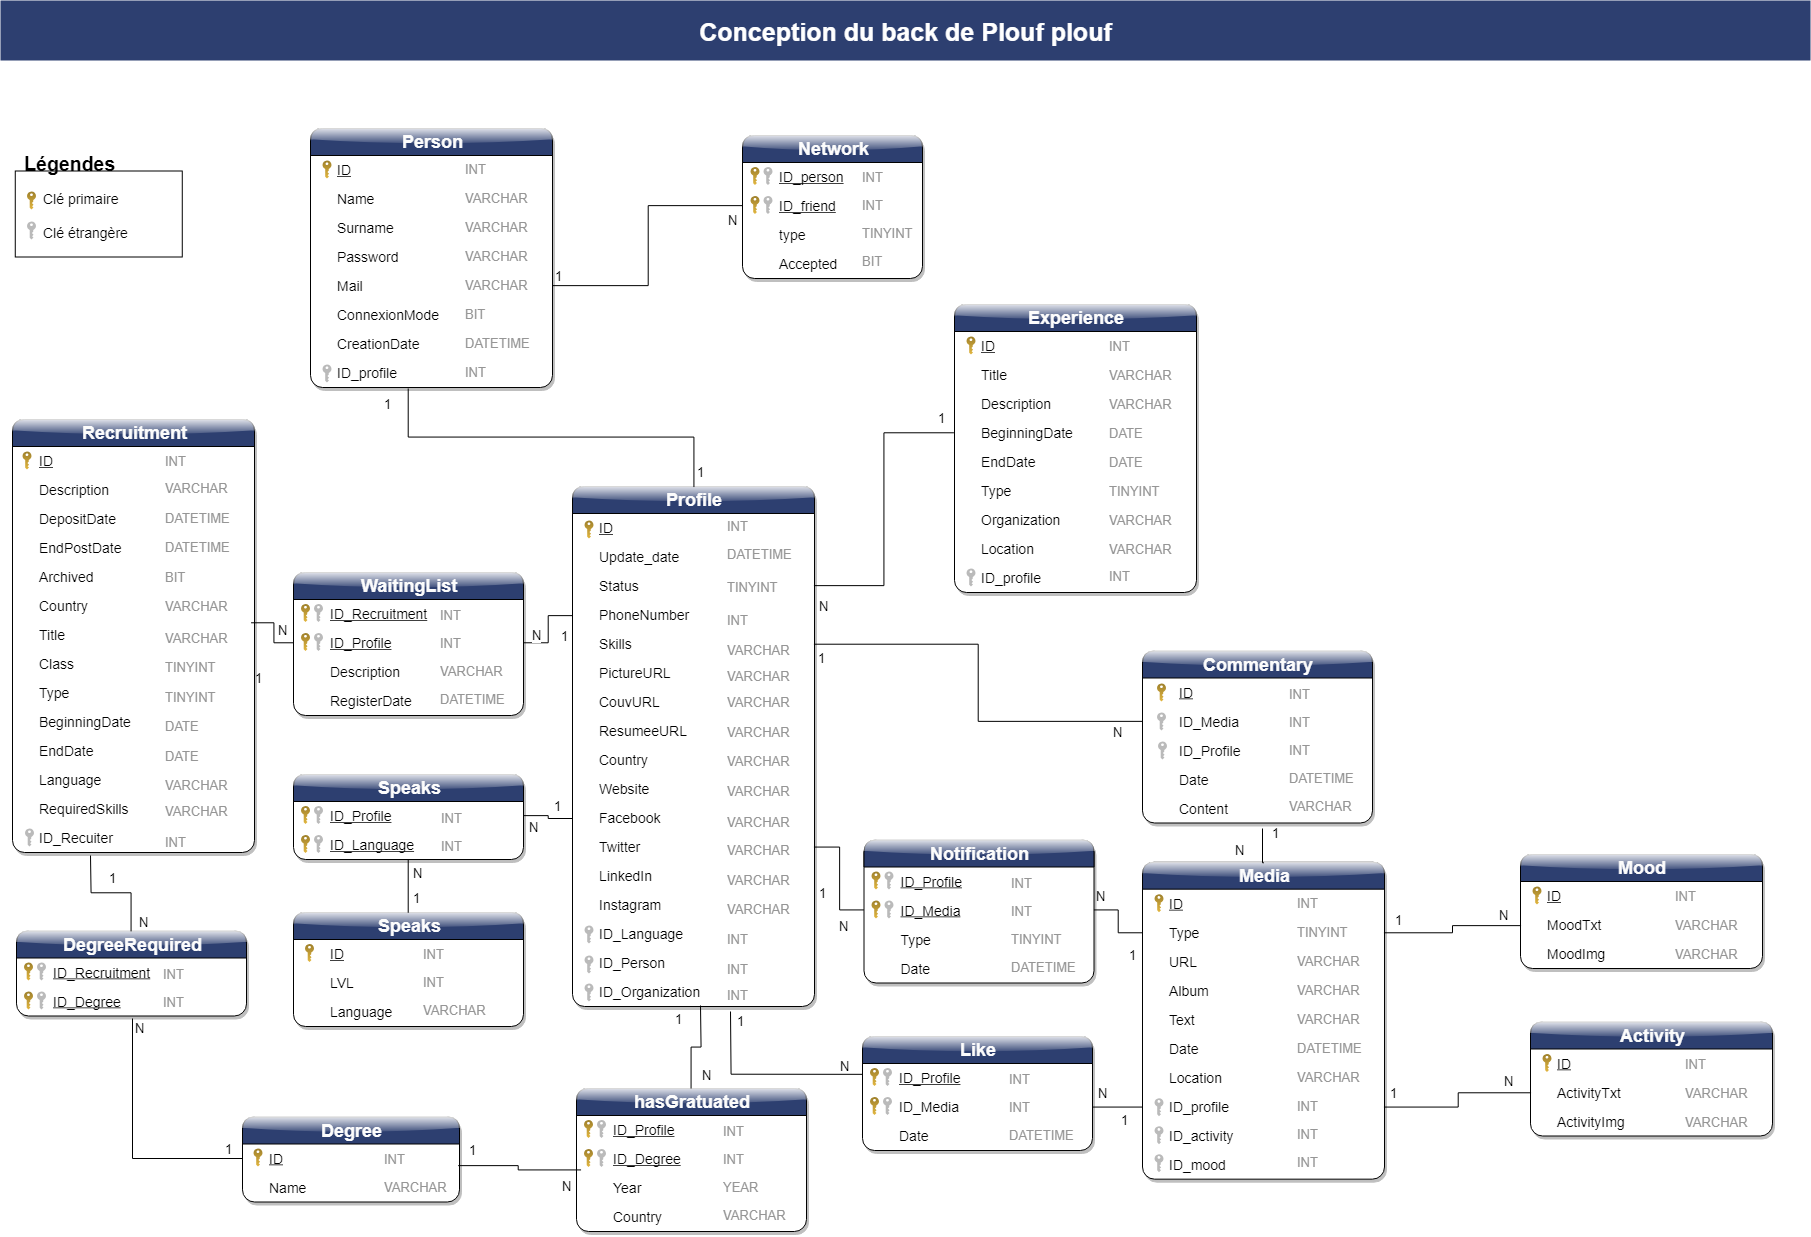 Conception du back de Plouf plouf
Légendes
Clé primaire
Clé étrangère
Person
ID INT
Name VARCHAR
Surname VARCHAR
Password VARCHAR
Mail VARCHAR
ConnexionMode BIT
CreationDate DATETIME
ID_profile INT
Network
ID_person INT
ID_friend INT
type TINYINT
Accepted BIT
N
1
1
1
Experience
ID INT
Title VARCHAR
Description VARCHAR
BeginningDate DATE
EndDate DATE
Type TINYINT
Organization VARCHAR
Location VARCHAR
ID_profile INT
1
N
Recruitment
ID INT
Description VARCHAR
DepositDate DATETIME
EndPostDate DATETIME
Archived BIT
Country VARCHAR
Title VARCHAR
Class TINYINT
Type TINYINT
BeginningDate DATE
EndDate DATE
Language VARCHAR
RequiredSkills VARCHAR
ID_Recuiter INT
N
1
WaitingList
ID_Recruitment INT
ID_Profile INT
Description VARCHAR
RegisterDate DATETIME
N
1
Profile
ID INT
Update_date DATETIME
Status TINYINT
PhoneNumber INT
Skills VARCHAR
PictureURL VARCHAR
CouvURL VARCHAR
ResumeeURL VARCHAR
Country VARCHAR
Website VARCHAR
Facebook VARCHAR
Twitter VARCHAR
LinkedIn VARCHAR
Instagram VARCHAR
ID_Language INT
ID_Person INT
ID_Organization INT
1
N
Commentary
ID INT
ID_Media INT
ID_Profile INT
Date DATETIME
Content VARCHAR
1
N
Speaks
ID_Profile INT
ID_Language INT
1
N
N
1
Speaks
ID INT
LVL INT
Language VARCHAR
1
N
DegreeRequired
ID_Recruitment INT
ID_Degree INT
N
1
Notification
ID_Profile INT
ID_Media INT
Type TINYINT
Date DATETIME
1
N
N
1
Media
ID INT
Type TINYINT
URL VARCHAR
Album VARCHAR
Text VARCHAR
Date DATETIME
Location VARCHAR
ID_profile INT
ID_activity INT
ID_mood INT
1
N
Mood
ID INT
MoodTxt VARCHAR
MoodImg VARCHAR
1
N
Activity
ID INT
ActivityTxt VARCHAR
ActivityImg VARCHAR
1
1
N
N
Like
ID_Profile INT
ID_Media INT
Date DATETIME
N
1
hasGratuated
ID_Profile INT
ID_Degree INT
Year YEAR
Country VARCHAR
1
N
Degree
ID INT
Name VARCHAR